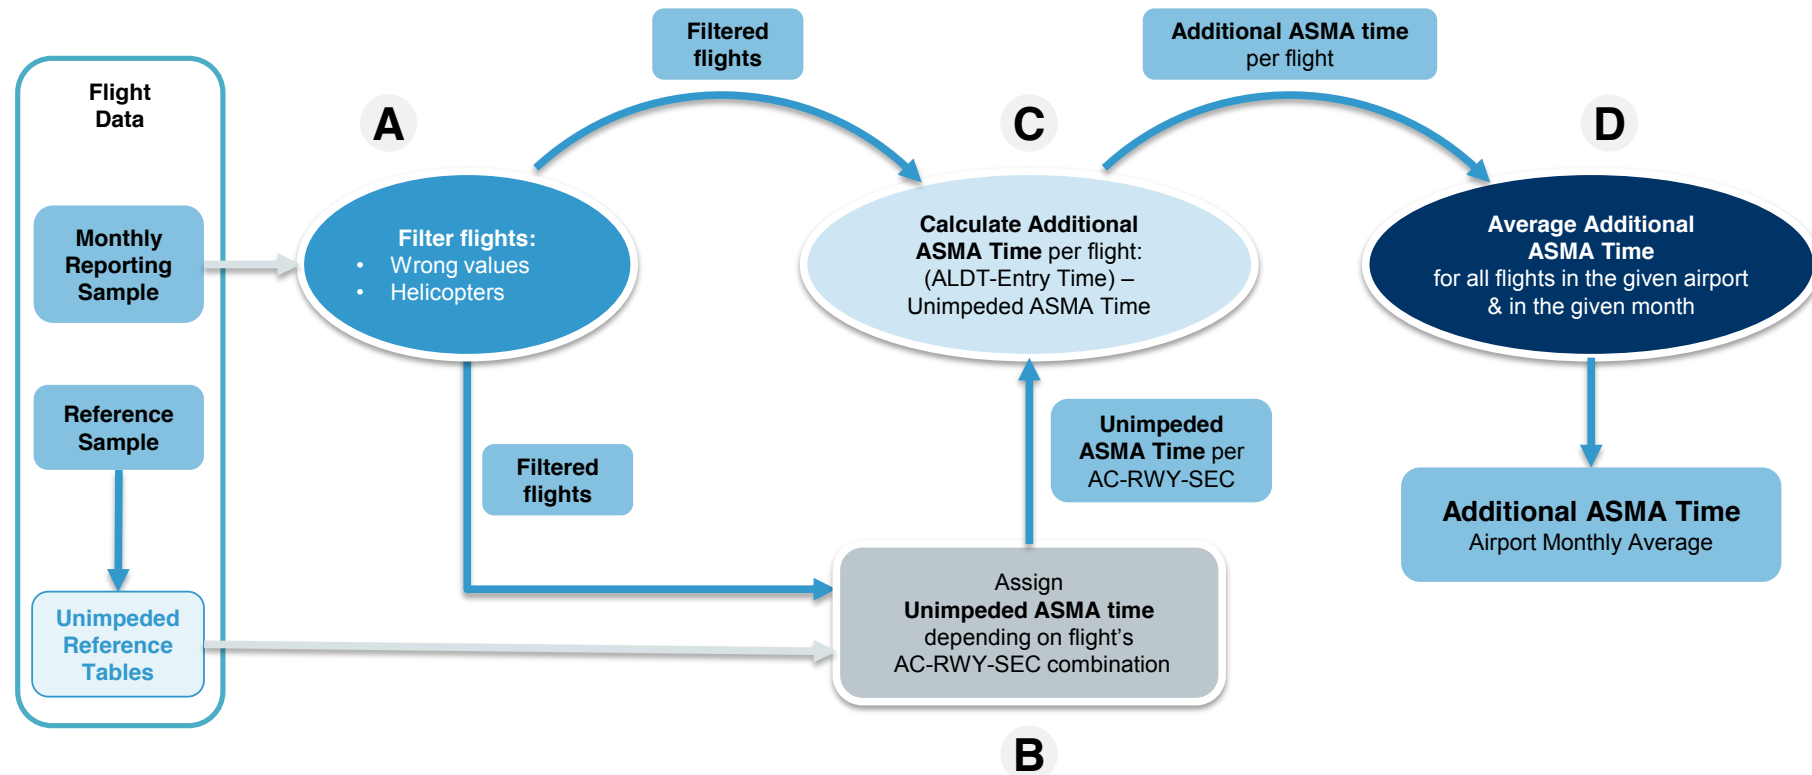 Flight
Data
Monthly
Reporting
Sample
Reference
Sample
Unimpeded
Reference
Tables
A
Filter flights:
• Wrong values
• Helicopters
Filtered
flights
Filtered
flights
B
Assign
Unimpeded ASMA time
depending on flight's
AC-RWY-SEC combination
Unimpeded
ASMA Time per
AC-RWY-SEC
C
Calculate Additional
ASMA Time per flight:
(ALDT-Entry Time) –
Unimpeded ASMA Time
Additional ASMA time
per flight
D
Average Additional
ASMA Time
for all flights in the given airport
& in the given month
Additional ASMA Time
Airport Monthly Average